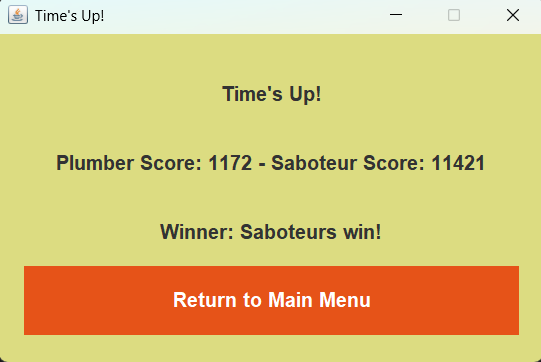 Time's Up!
Time's Up!
Plumber Score: 1172 - Saboteur Score: 11421
Winner: Saboteurs win!
Return to Main Menu